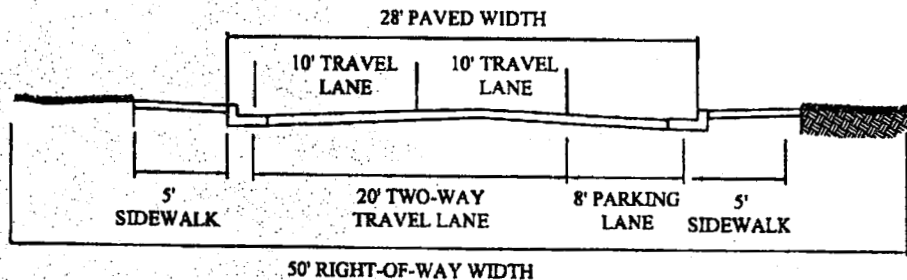 28' PAVED WIDTH
10' TRAVEL
LANE
10' TRAVEL
LANE
5'
SIDEWALK
20' TWO-WAY
TRAVEL LANE
8' PARKING
LANE
5'
SIDEWALK
50' RIGHT-OF-WAY WIDTH